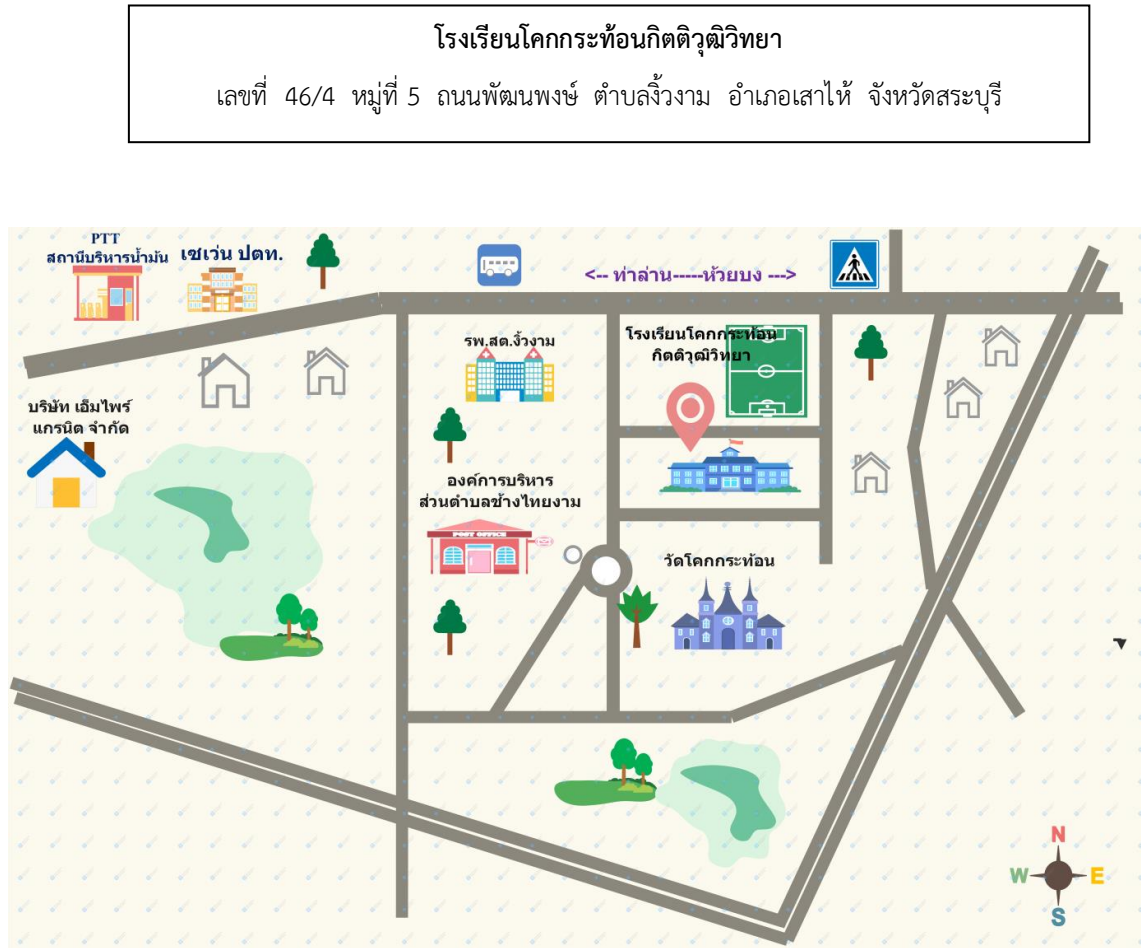 โรงเรียนโคกกระท้อนกิตติวุฒิวิทยา
เลขที่ 46/4 หมู่ที่ 5 ถนนพัฒนพงษ์ ตำบลงิ้วงาม อำเภอเสาไห้ จังหวัดสระบุรี
PTT
สถานีบริหารน้ำมัน
เซเว่น ปตท.
<-- ท่าล่าน-----ห้วยบง --->
รพ.สต.งิ้วงาม
โรงเรียนโคกกระท้อน
กิตติวุฒิวิทยา
บริษัท เอ็มไพร์
แกรนิต จำกัด
องค์การบริหาร
ส่วนตำบลช้างไทยงาม
POST OFFICE
วัดโคกกระท้อน
N
W
E
S